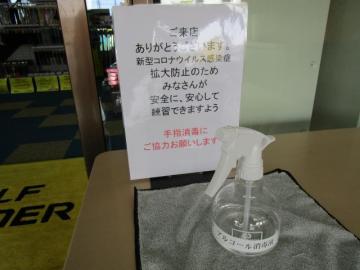 ご来店
ありがとうございます。
新型コロナウイルス感染症
拡大防止のため
みなさんが
安全に、安心して
練習できますよう
手指消毒に
ご協力お願いします
アルコール消毒液
LF
DER